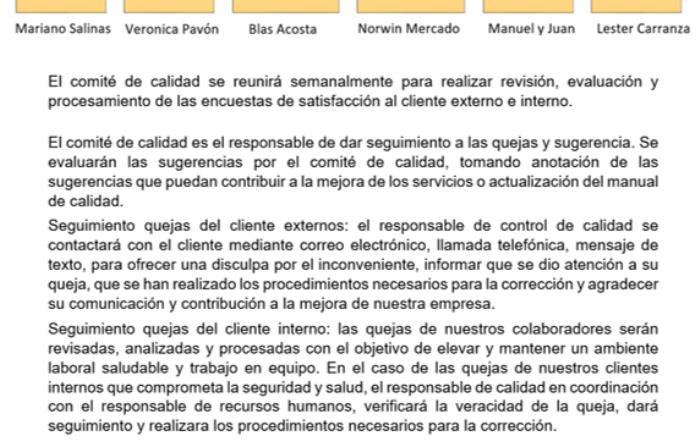 Mariano Salinas Veronica Pavón Blas Acosta Norwin Mercado Manuel y Juan Lester Carranza
El comité de calidad se reunirá semanalmente para realizar revisión, evaluación y
procesamiento de las encuestas de satisfacción al cliente externo e interno.
El comité de calidad es el responsable de dar seguimiento a las quejas y sugerencia. Se
evaluarán las sugerencias por el comité de calidad, tomando anotación de las
sugerencias que puedan contribuir a la mejora de los servicios o actualización del manual
de calidad.
Seguimiento quejas del cliente externos: el responsable de control de calidad se
contactará con el cliente mediante correo electrónico, llamada telefónica, mensaje de
texto, para ofrecer una disculpa por el inconveniente, informar que se dio atención a su
queja, que se han realizado los procedimientos necesarios para la corrección y agradecer
su comunicación y contribución a la mejora de nuestra empresa.
Seguimiento quejas del cliente interno: las quejas de nuestros colaboradores serán
revisadas, analizadas y procesadas con el objetivo de elevar y mantener un ambiente
laboral saludable y trabajo en equipo. En el caso de las quejas de nuestros clientes
internos que comprometa la seguridad y salud, el responsable de calidad en coordinación
con el responsable de recursos humanos, verificará la veracidad de la queja, dará
seguimiento y realizara los procedimientos necesarios para la corrección.